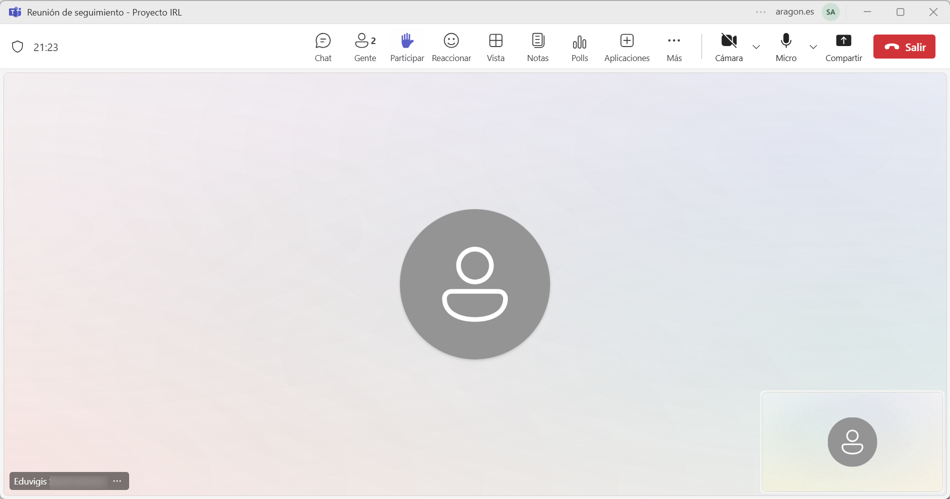 Reunión de seguimiento - Proyecto IRL
aragon.es SA
21:23
2
Chat Gente Participar Reaccionar Vista Notas Polls Aplicaciones Más Cámara Micro Compartir Salir
Eduvigis